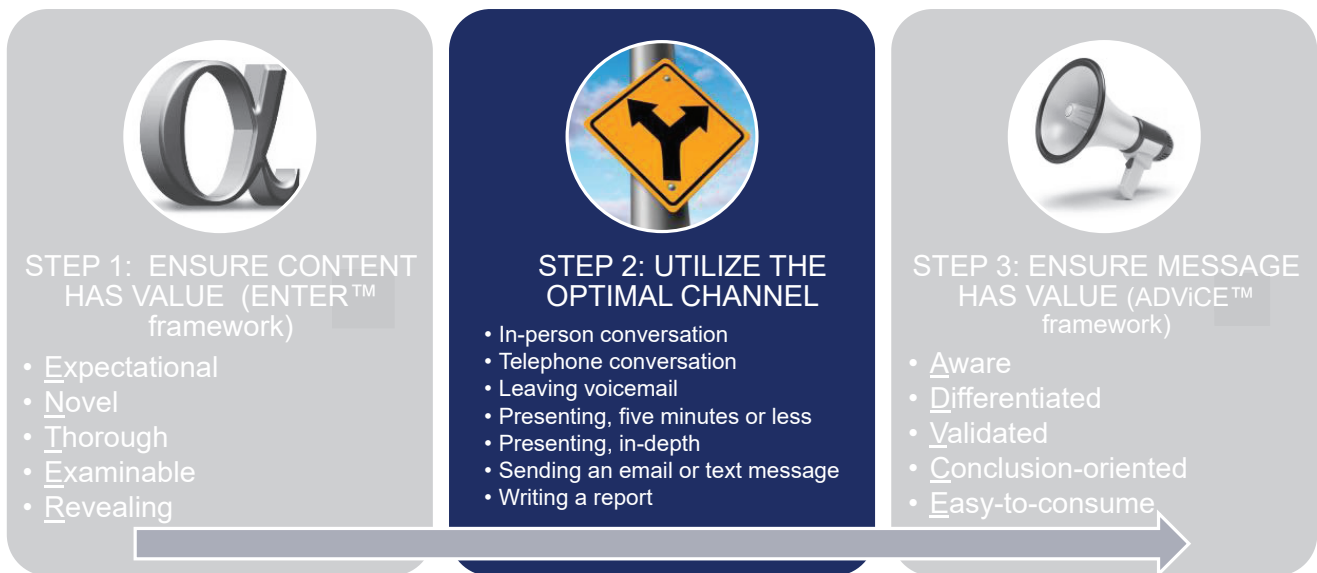 STEP 1: ENSURE CONTENT
HAS VALUE (ENTER™
framework)
• Expectational
• Novel
• Thorough
• Examinable
• Revealing
STEP 2: UTILIZE THE
OPTIMAL CHANNEL
• In-person conversation
• Telephone conversation
• Leaving voicemail
• Presenting, five minutes or less
• Presenting, in-depth
• Sending an email or text message
• Writing a report
STEP 3: ENSURE MESSAGE
HAS VALUE (ADViCE™
framework)
• Aware
• Differentiated
• Validated
• Conclusion-oriented
• Easy-to-consume